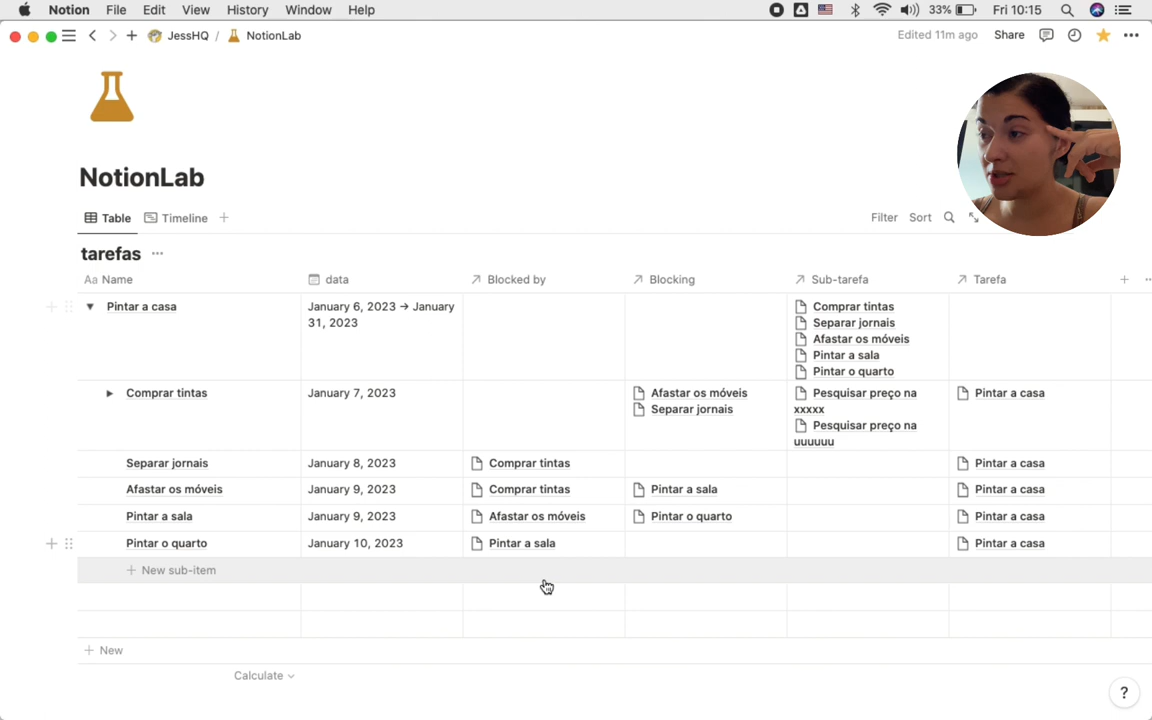 Notion File Edit View History Window Help 33% Fri 10:15
JessHQ / NotionLab Edited 11m ago Share
NotionLab
Table Timeline Filter Sort
tarefas
Aa Name data Blocked by Blocking Sub-tarefa Tarefa
Pintar a casa January 6, 2023 → January Comprar tintas
31, 2023 Separar jornais
Afastar os móveis
Pintar a sala
Pintar o quarto
Comprar tintas January 7, 2023 Afastar os móveis Pesquisar preço na Pintar a casa
Separar jornais xxxxx
Pesquisar preço na
uuuuuu
Separar jornais January 8, 2023 Comprar tintas Pintar a casa
Afastar os móveis January 9, 2023 Comprar tintas Pintar a sala Pintar a casa
Pintar a sala January 9, 2023 Afastar os móveis Pintar o quarto Pintar a casa
Pintar o quarto January 10, 2023 Pintar a sala Pintar a casa
+ New sub-item
+ New
Calculate
?